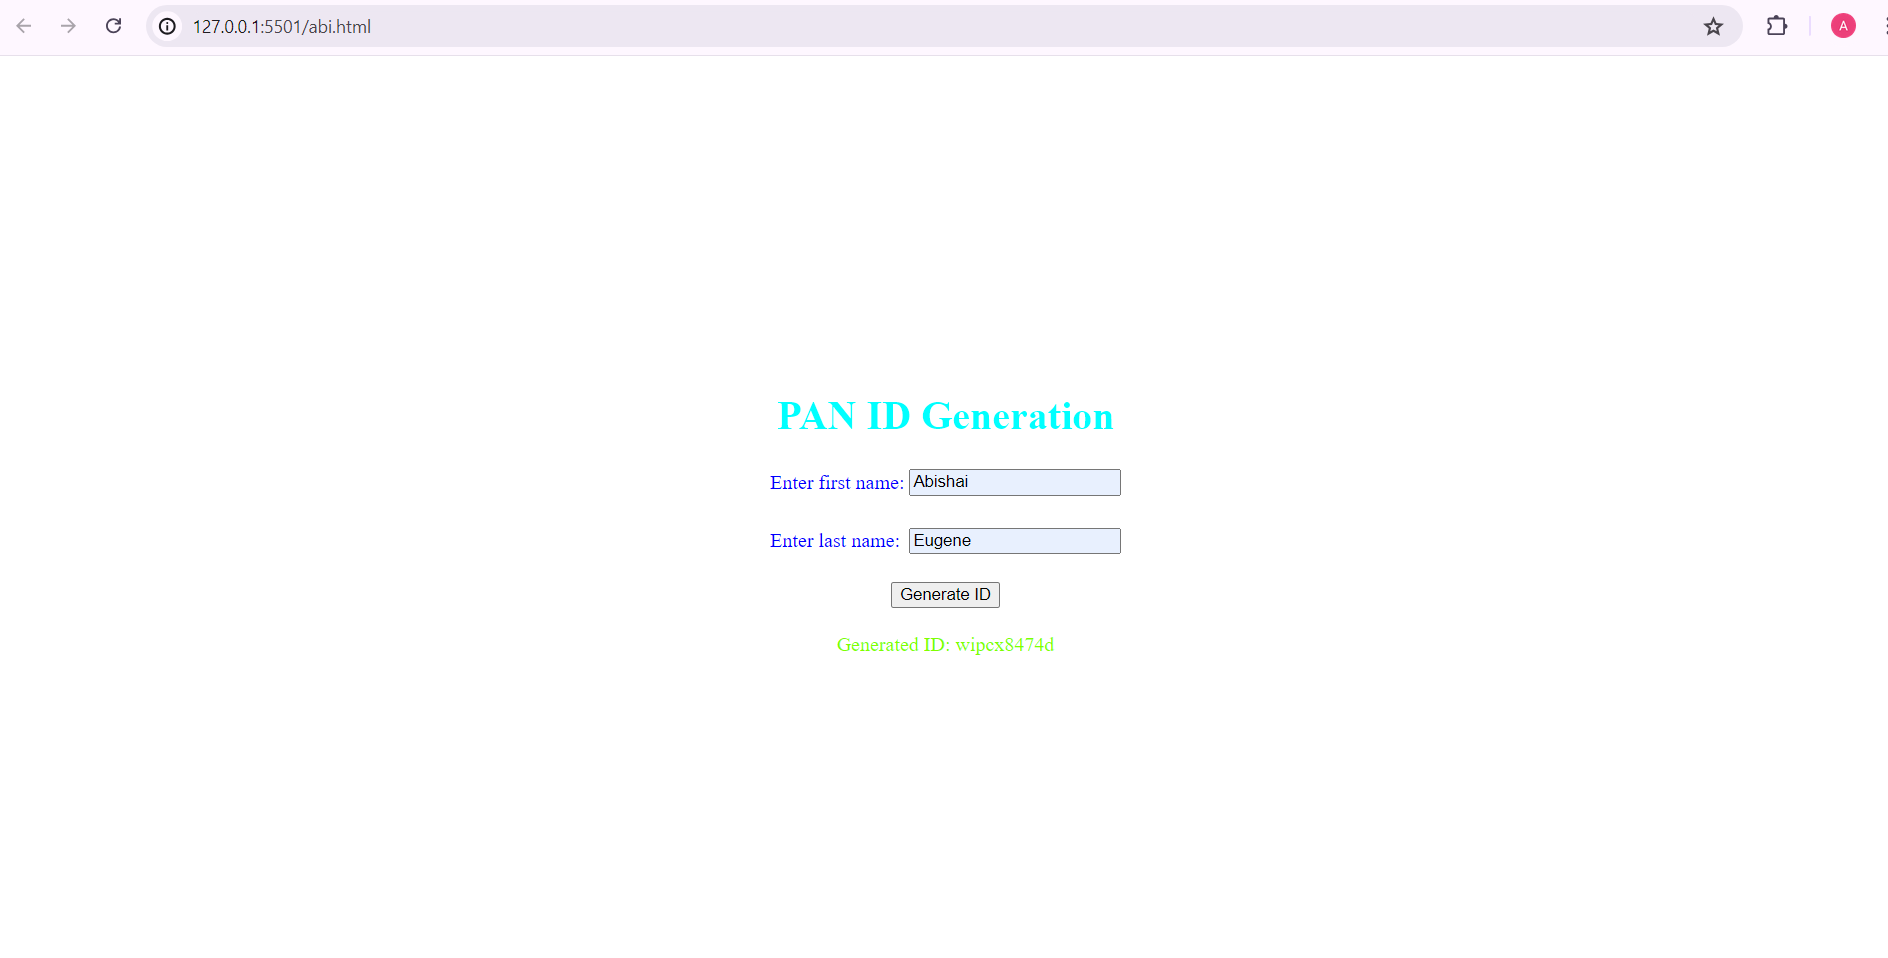 127.0.0.1:5501/abi.html
A
PAN ID Generation
Enter first name: Abishai
Enter last name: Eugene
Generate ID
Generated ID: wipcx8474d